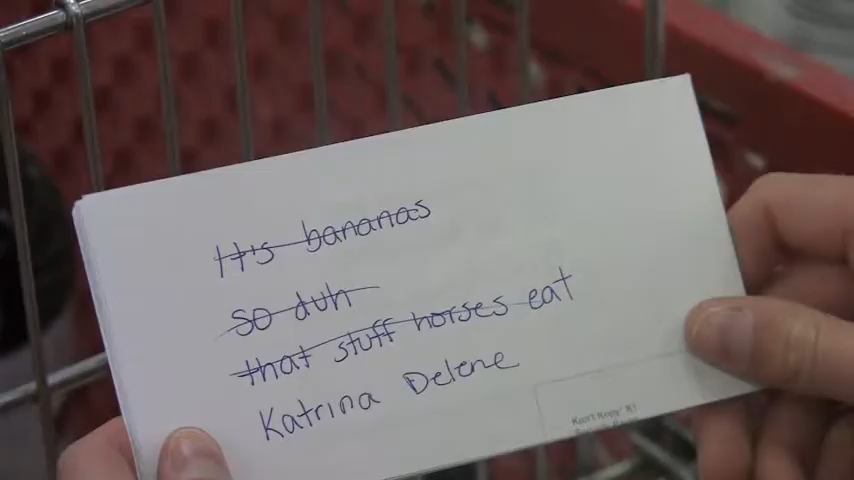 It's bananas
so duh
that stuff horses eat
Katrina Delene